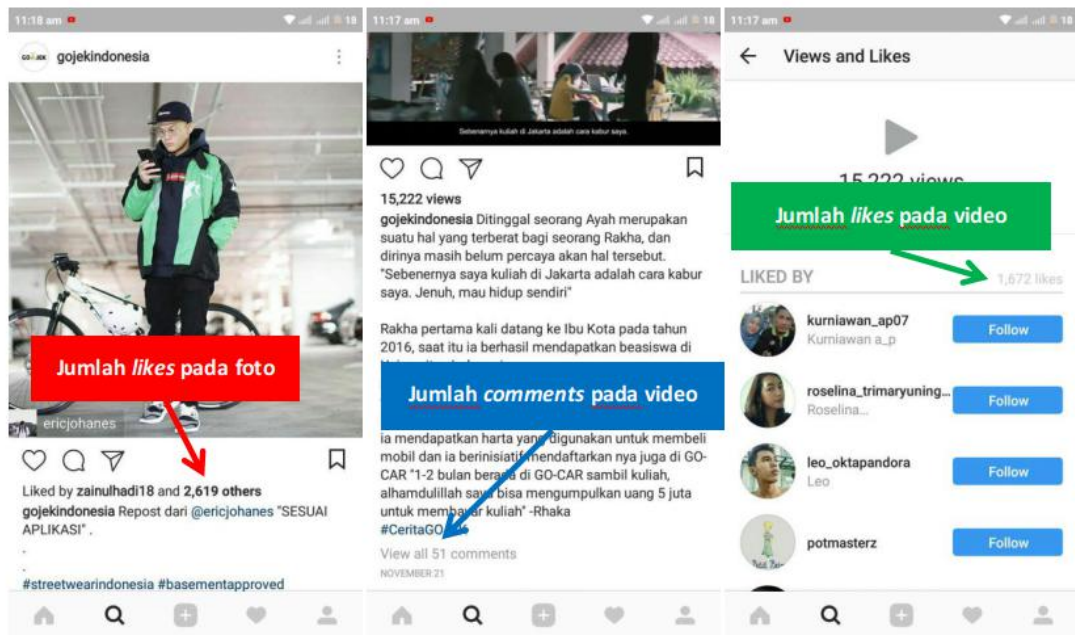 11:18 am
18
GO-JEK gojekindonesia
Jumlah likes pada foto
ericjohanes
Liked by zainulhadi18 and 2,619 others
gojekindonesia Repost dari @ericjohanes "SESUAI
APLIKASI" .
.
.
#streetwearindonesia #basementapproved
11:17 am
18
Sebenarnya kuliah di Jakarta adalah cara kabur saya.
15,222 views
gojekindonesia Ditinggal seorang Ayah merupakan
suatu hal yang terberat bagi seorang Rakha, dan
dirinya masih belum percaya akan hal tersebut.
"Sebenernya saya kuliah di Jakarta adalah cara kabur
saya. Jenuh, mau hidup sendiri"
Rakha pertama kali datang ke Ibu Kota pada tahun
2016, saat itu ia berhasil mendapatkan beasiswa di
Jumlah comments pada video
ia mendapatkan harta yang digunakan untuk membeli
mobil dan ia berinisiatif mendaftarkan nya juga di GO-
CAR "1-2 bulan berada di GO-CAR sambil kuliah,
alhamdulillah saya bisa mengumpulkan uang 5 juta
untuk membayar kuliah" -Rhaka
View all 51 comments
NOVEMBER 21
11:17 am
18
Views and Likes
15,222 views
Jumlah likes pada video
LIKED BY
1,672 likes
kurniawan_ap07
Kurniawan a_p
Follow
roselina_trimaryuning...
Roselina...
Follow
leo_oktapandora
Leo
Follow
potmasterz
Follow